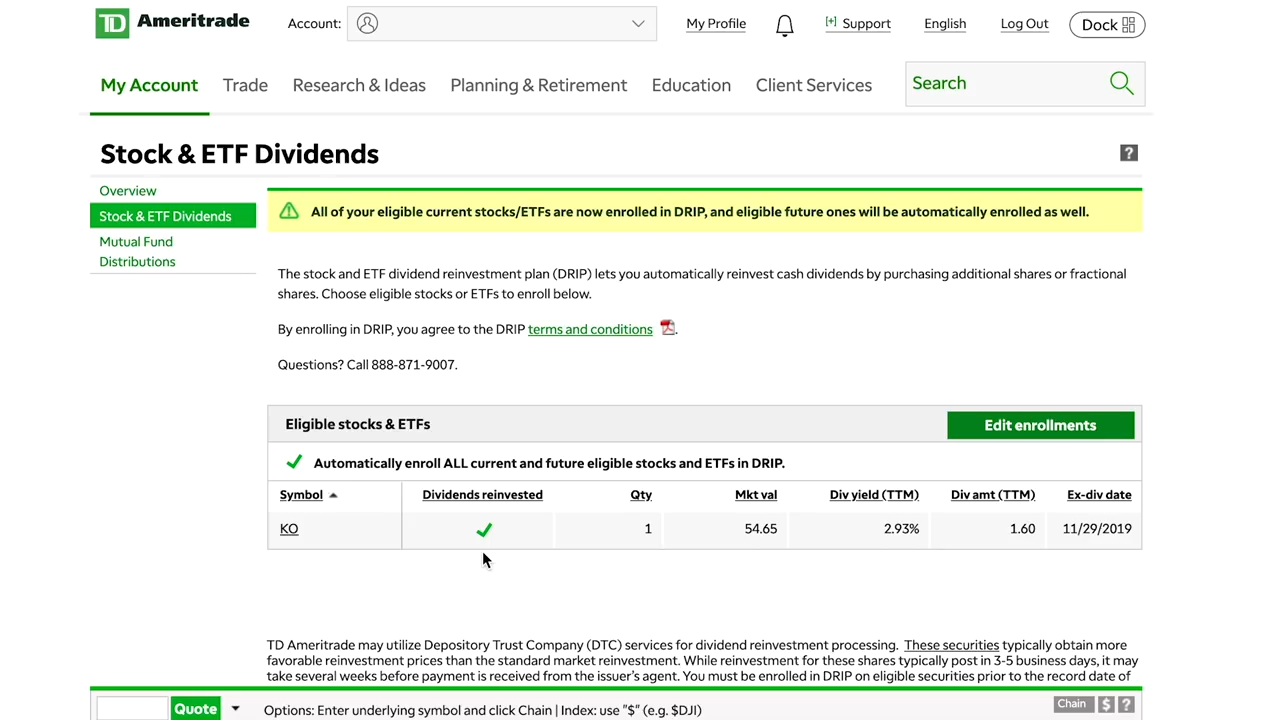 TD Ameritrade
Account:
My Profile
[+] Support
English
Log Out
Dock
My Account
Trade
Research & Ideas
Planning & Retirement
Education
Client Services
Search
Stock & ETF Dividends
?
Overview
Stock & ETF Dividends
Mutual Fund
Distributions
All of your eligible current stocks/ETFs are now enrolled in DRIP, and eligible future ones will be automatically enrolled as well.
The stock and ETF dividend reinvestment plan (DRIP) lets you automatically reinvest cash dividends by purchasing additional shares or fractional
shares. Choose eligible stocks or ETFs to enroll below.
By enrolling in DRIP, you agree to the DRIP terms and conditions .
Questions? Call 888-871-9007.
Eligible stocks & ETFs
Edit enrollments
Automatically enroll ALL current and future eligible stocks and ETFs in DRIP.
Symbol Dividends reinvested Qty Mkt val Div yield (TTM) Div amt (TTM) Ex-div date
KO 1 54.65 2.93% 1.60 11/29/2019
TD Ameritrade may utilize Depository Trust Company (DTC) services for dividend reinvestment processing. These securities typically obtain more
favorable reinvestment prices than the standard market reinvestment. While reinvestment for these shares typically post in 3-5 business days, it may
take several weeks before payment is received from the issuer's agent. You must be enrolled in DRIP on eligible securities prior to the record date of
Quote
Options: Enter underlying symbol and click Chain | Index: use "$" (e.g. $DJI)
Chain $ ?